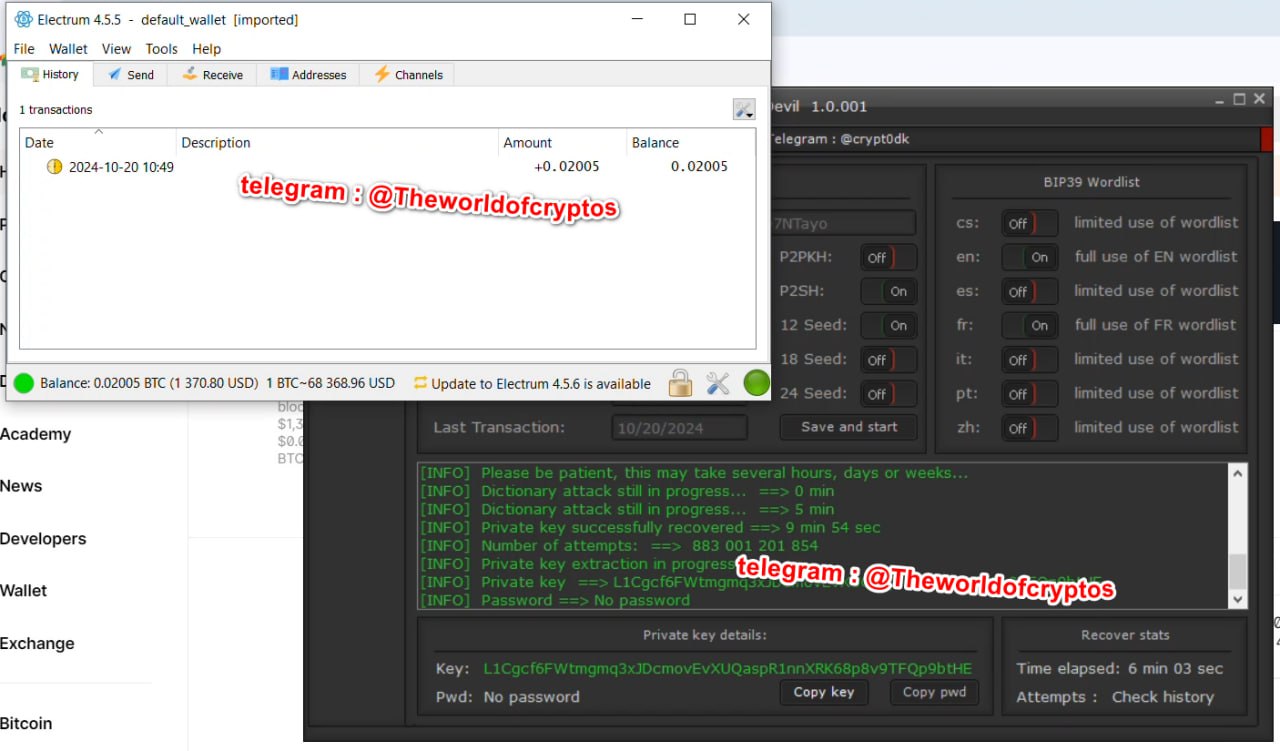 Electrum 4.5.5 - default_wallet [imported]
File Wallet View Tools Help
History Send Receive Addresses Channels
1 transactions
Date Description Amount Balance
2024-10-20 10:49 +0.02005 0.02005
telegram : @Theworldofcryptos
Balance: 0.02005 BTC (1 370.80 USD) 1 BTC~68 368.96 USD Update to Electrum 4.5.6 is available
Academy
News
Developers
Wallet
Exchange
Bitcoin
$1,3
BTC
1.0.001
Telegram : @crypt0dk
7NTayo
P2PKH: Off
P2SH: On
12 Seed: On
18 Seed: Off
24 Seed: Off
Last Transaction: 10/20/2024 Save and start
BIP39 Wordlist
cs: Off limited use of wordlist
en: On full use of EN wordlist
es: Off limited use of wordlist
fr: On full use of FR wordlist
it: Off limited use of wordlist
pt: Off limited use of wordlist
zh: Off limited use of wordlist
[INFO] Please be patient, this may take several hours, days or weeks...
[INFO] Dictionary attack still in progress... ==> 0 min
[INFO] Dictionary attack still in progress... ==> 5 min
[INFO] Private key successfully recovered ==> 9 min 54 sec
[INFO] Number of attempts: ==> 883 001 201 854
[INFO] Private key extraction in progress
[INFO] Private key ==> L1Cgcf6FWtmgmq3xJD
[INFO] Password ==> No password
telegram : @Theworldofcryptos
Private key details:
Key: L1Cgcf6FWtmgmq3xJDcmovEvXUQaspR1nnXRK68p8v9TFQp9btHE
Pwd: No password Copy key Copy pwd
Recover stats
Time elapsed: 6 min 03 sec
Attempts : Check history